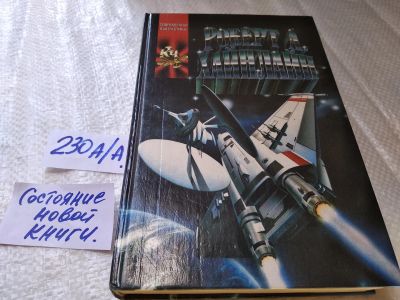 РОБЕРТ А.
ХАЙНЛАЙН
230 А/А.
Состояние
новой
книги.